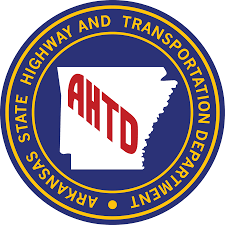 ARKANSAS STATE HIGHWAY AND TRANSPORTATION DEPARTMENT
AHTD